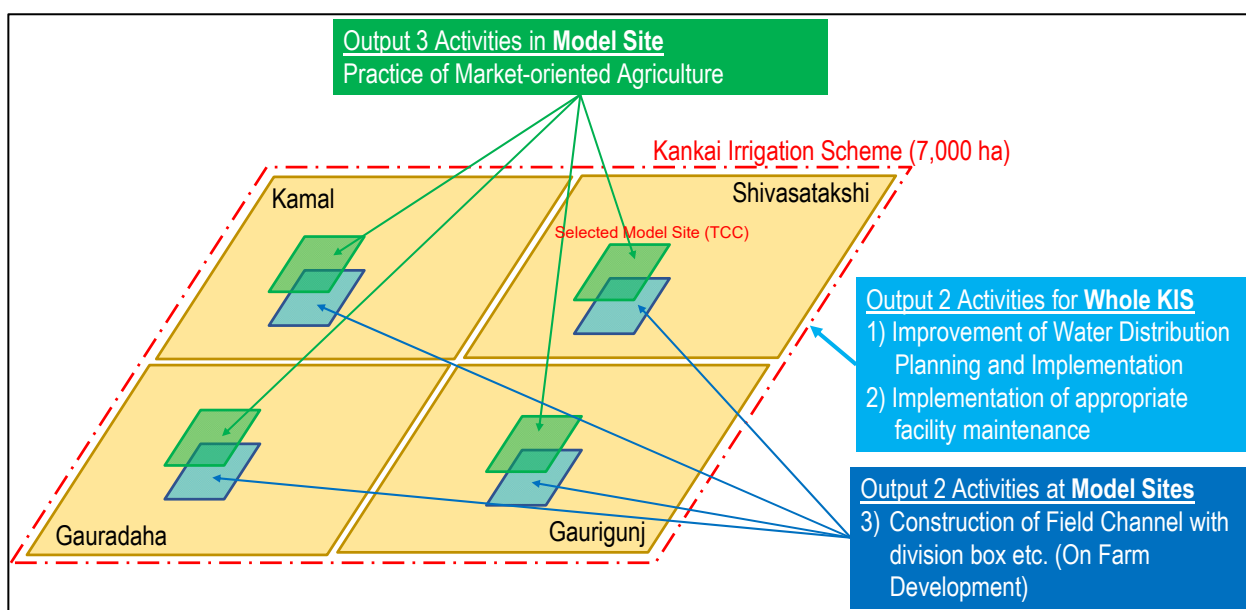 Output 3 Activities in Model Site
Practice of Market-oriented Agriculture
Kankai Irrigation Scheme (7,000 ha)
Kamal
Shivasatakshi
Selected Model Site (TCC)
Output 2 Activities for Whole KIS
1) Improvement of Water Distribution
Planning and Implementation
2) Implementation of appropriate
facility maintenance
Output 2 Activities at Model Sites
3) Construction of Field Channel with
division box etc. (On Farm
Development)
Gauradaha
Gaurigunj